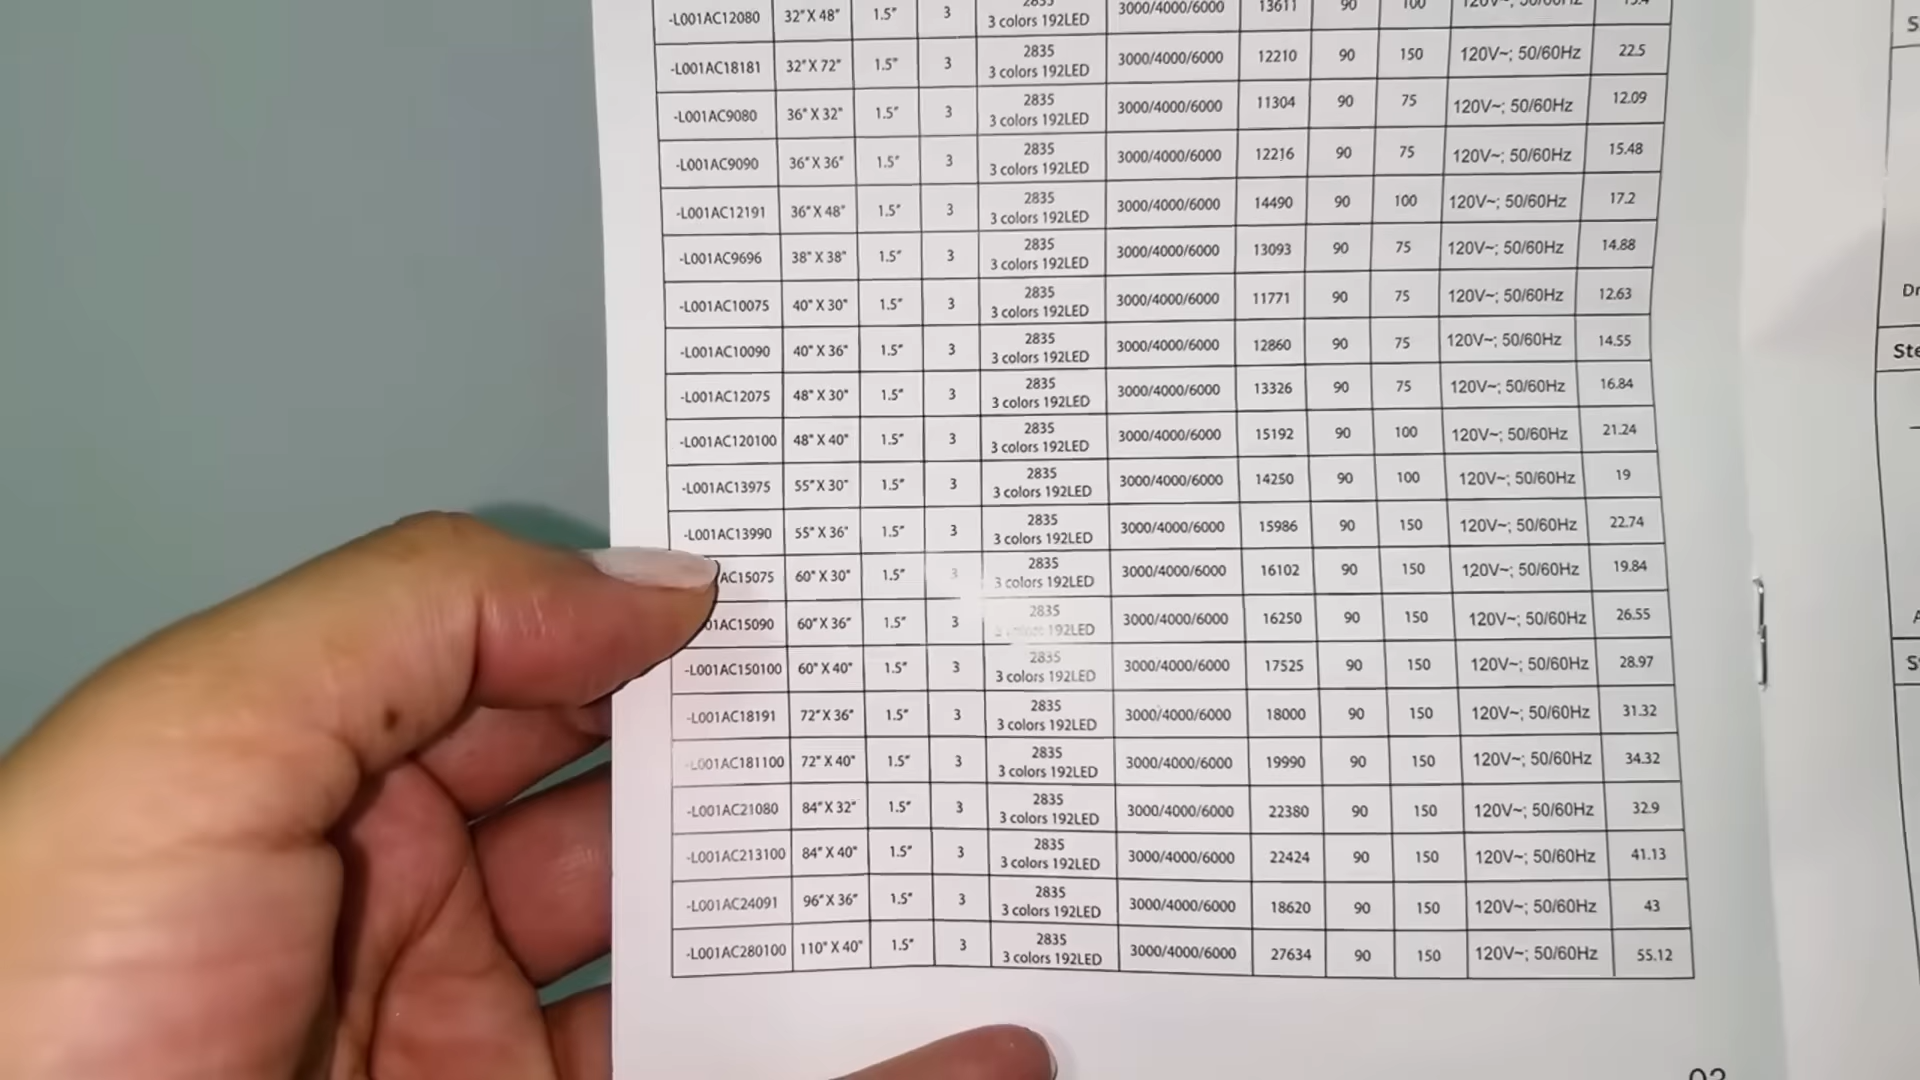 2835
-L001AC12080 32"X 48" 1.5" 3 3 colors 192LED 3000/4000/6000 13611 90 100 120V~; 50/60Hz
2835
-L001AC18181 32"X 72" 1.5" 3 3 colors 192LED 3000/4000/6000 12210 90 150 120V~; 50/60Hz 22.5
2835
-L001AC9080 36"X 32" 1.5" 3 3 colors 192LED 3000/4000/6000 11304 90 75 120V~; 50/60Hz 12.09
2835
-L001AC9090 36"X 36" 1.5" 3 3 colors 192LED 3000/4000/6000 12216 90 75 120V~; 50/60Hz 15.48
2835
-L001AC12191 36"X 48" 1.5" 3 3 colors 192LED 3000/4000/6000 14490 90 100 120V~; 50/60Hz 17.2
2835
-L001AC9696 38"X 38" 1.5" 3 3 colors 192LED 3000/4000/6000 13093 90 75 120V~; 50/60Hz 14.88
2835
-L001AC10075 40"X 30" 1.5" 3 3 colors 192LED 3000/4000/6000 11771 90 75 120V~; 50/60Hz 12.63
2835
-L001AC10090 40"X 36" 1.5" 3 3 colors 192LED 3000/4000/6000 12860 90 75 120V~; 50/60Hz 14.55
2835
-L001AC12075 48"X 30" 1.5" 3 3 colors 192LED 3000/4000/6000 13326 90 75 120V~; 50/60Hz 16.84
2835
-L001AC120100 48"X 40" 1.5" 3 3 colors 192LED 3000/4000/6000 15192 90 100 120V~; 50/60Hz 21.24
2835
-L001AC13975 55"X 30" 1.5" 3 3 colors 192LED 3000/4000/6000 14250 90 100 120V~; 50/60Hz 19
2835
-L001AC13990 55"X 36" 1.5" 3 3 colors 192LED 3000/4000/6000 15986 90 150 120V~; 50/60Hz 22.74
2835
AC15075 60"X 30" 1.5" 3 3 colors 192LED 3000/4000/6000 16102 90 150 120V~; 50/60Hz 19.84
2835
01AC15090 60"X 36" 1.5" 3 192LED 3000/4000/6000 16250 90 150 120V~; 50/60Hz 26.55
2835
-L001AC150100 60"X 40" 1.5" 3 3 colors 192LED 3000/4000/6000 17525 90 150 120V~; 50/60Hz 28.97
2835
-L001AC18191 72"X 36" 1.5" 3 3 colors 192LED 3000/4000/6000 18000 90 150 120V~; 50/60Hz 31.32
2835
-L001AC181100 72"X 40" 1.5" 3 3 colors 192LED 3000/4000/6000 19990 90 150 120V~; 50/60Hz 34.32
2835
-L001AC21080 84"X 32" 1.5" 3 3 colors 192LED 3000/4000/6000 22380 90 150 120V~; 50/60Hz 32.9
2835
-L001AC213100 84"X 40" 1.5" 3 3 colors 192LED 3000/4000/6000 22424 90 150 120V~; 50/60Hz 41.13
2835
-L001AC24091 96"X 36" 1.5" 3 3 colors 192LED 3000/4000/6000 18620 90 150 120V~; 50/60Hz 43
2835
-L001AC280100 110"X 40" 1.5" 3 3 colors 192LED 3000/4000/6000 27634 90 150 120V~; 50/60Hz 55.12